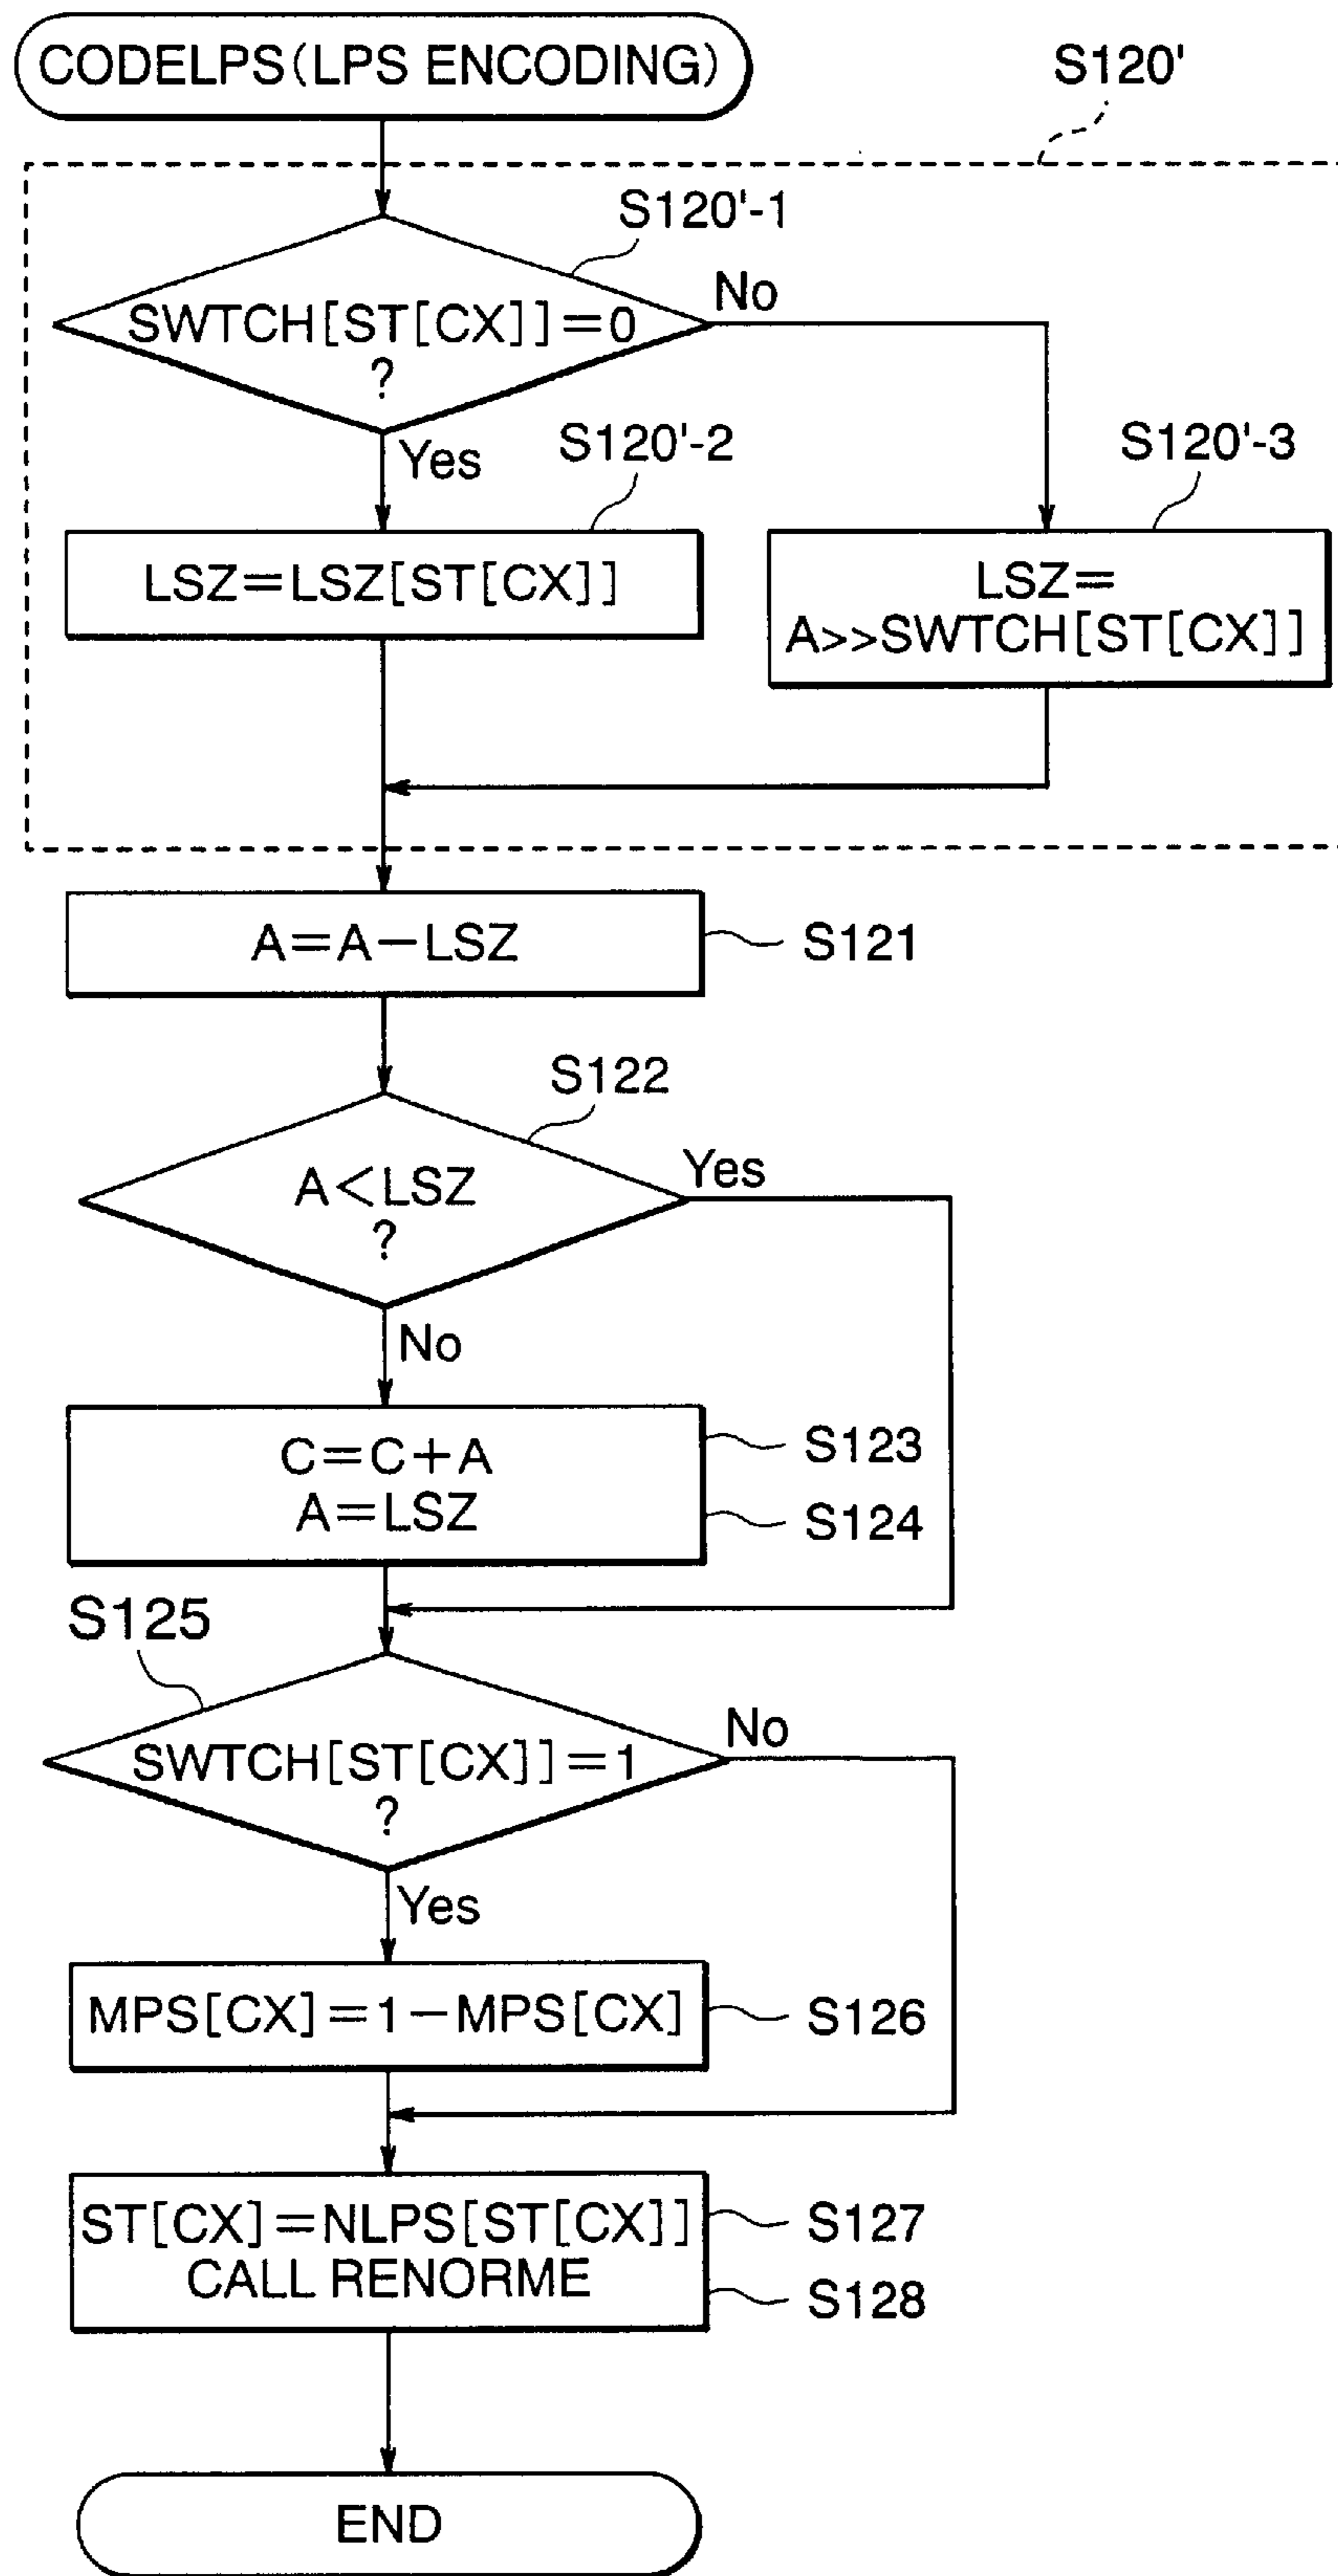 CODELPS(LPS ENCODING)
S120'
S120'-1
SWTCH[ST[CX]]=0
?
No
Yes
S120'-2
S120'-3
LSZ=LSZ[ST[CX]]
LSZ=
A>>SWTCH[ST[CX]]
A=A-LSZ
S121
S122
A<LSZ
?
Yes
No
C=C+A
S123
A=LSZ
S124
S125
SWTCH[ST[CX]]=1
?
No
Yes
MPS[CX]=1-MPS[CX]
S126
ST[CX]=NLPS[ST[CX]]
S127
CALL RENORME
S128
END